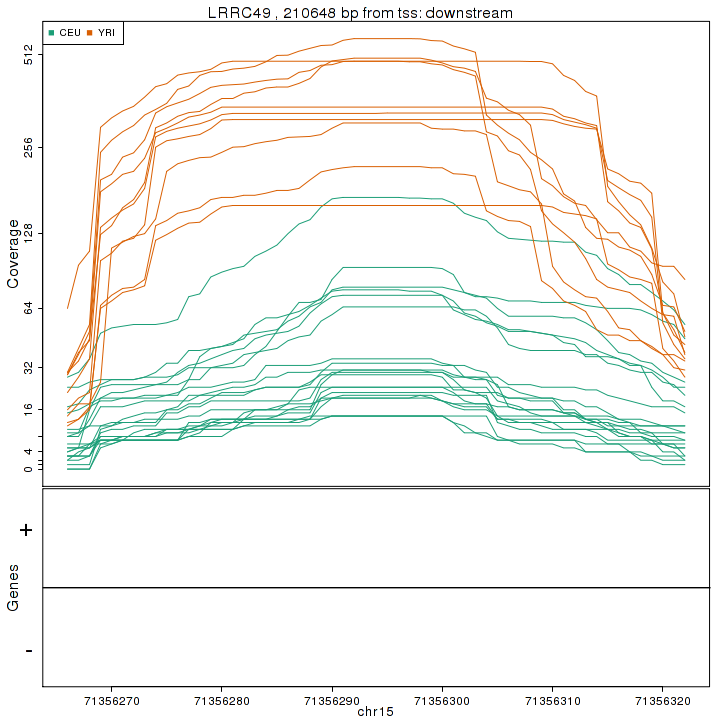 LRRC49 , 210648 bp from tss: downstream
CEU YRI
512
256
128
64
32
16
4
0
Coverage
+
-
Genes
71356270 71356280 71356290 71356300 71356310 71356320
chr15